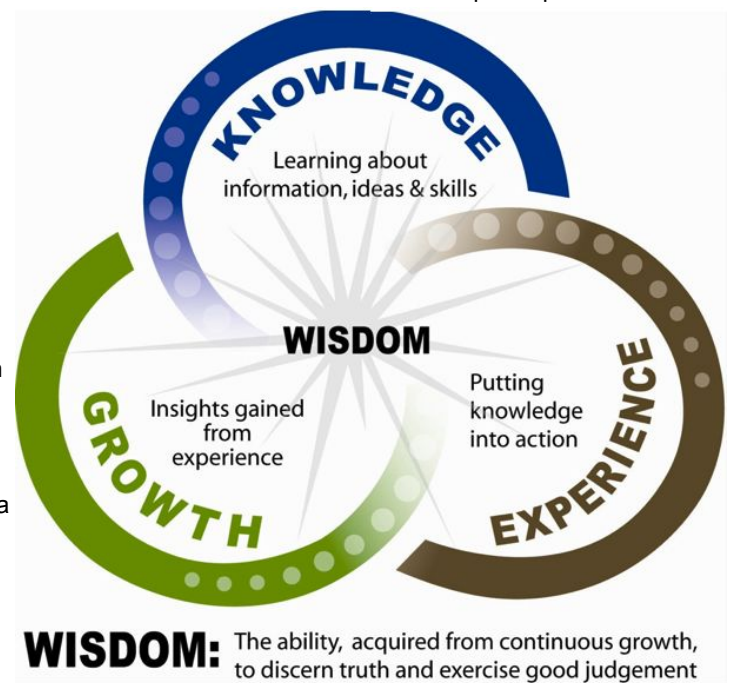 KNOWLEDGE
Learning about
information, ideas & skills
WISDOM
GROWTH
Insights gained
from
experience
Putting
knowledge
into action
EXPERIENCE
a
WISDOM: The ability, acquired from continuous growth,
to discern truth and exercise good judgement